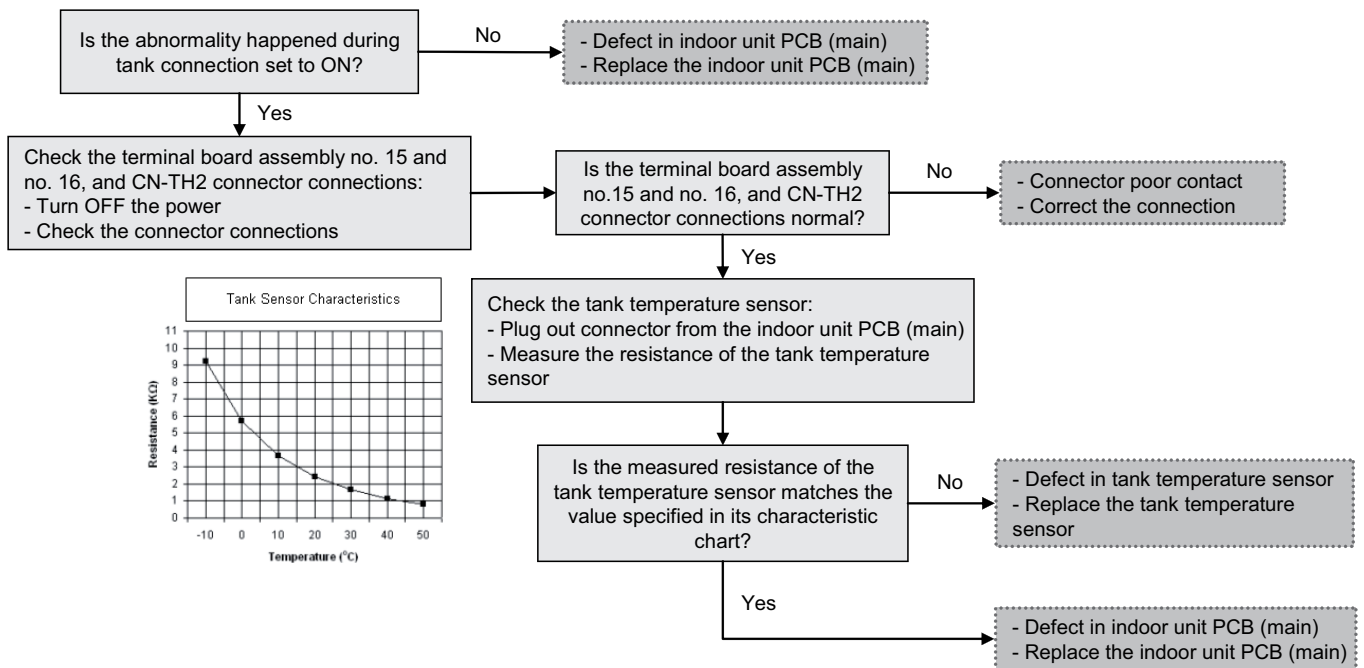 Is the abnormality happened during
tank connection set to ON?
No
- Defect in indoor unit PCB (main)
- Replace the indoor unit PCB (main)
Yes
Check the terminal board assembly no. 15 and
no. 16, and CN-TH2 connector connections:
- Turn OFF the power
- Check the connector connections
Is the terminal board assembly
no.15 and no. 16, and CN-TH2
connector connections normal?
No
- Connector poor contact
- Correct the connection
Yes
Tank Sensor Characteristics
Resistance (KΩ)
11
10
9
8
7
6
5
4
3
2
1
0
-10 0 10 20 30 40 50
Temperature (°C)
Check the tank temperature sensor:
- Plug out connector from the indoor unit PCB (main)
- Measure the resistance of the tank temperature
sensor
Is the measured resistance of the
tank temperature sensor matches the
value specified in its characteristic
chart?
No
- Defect in tank temperature sensor
- Replace the tank temperature
sensor
Yes
- Defect in indoor unit PCB (main)
- Replace the indoor unit PCB (main)